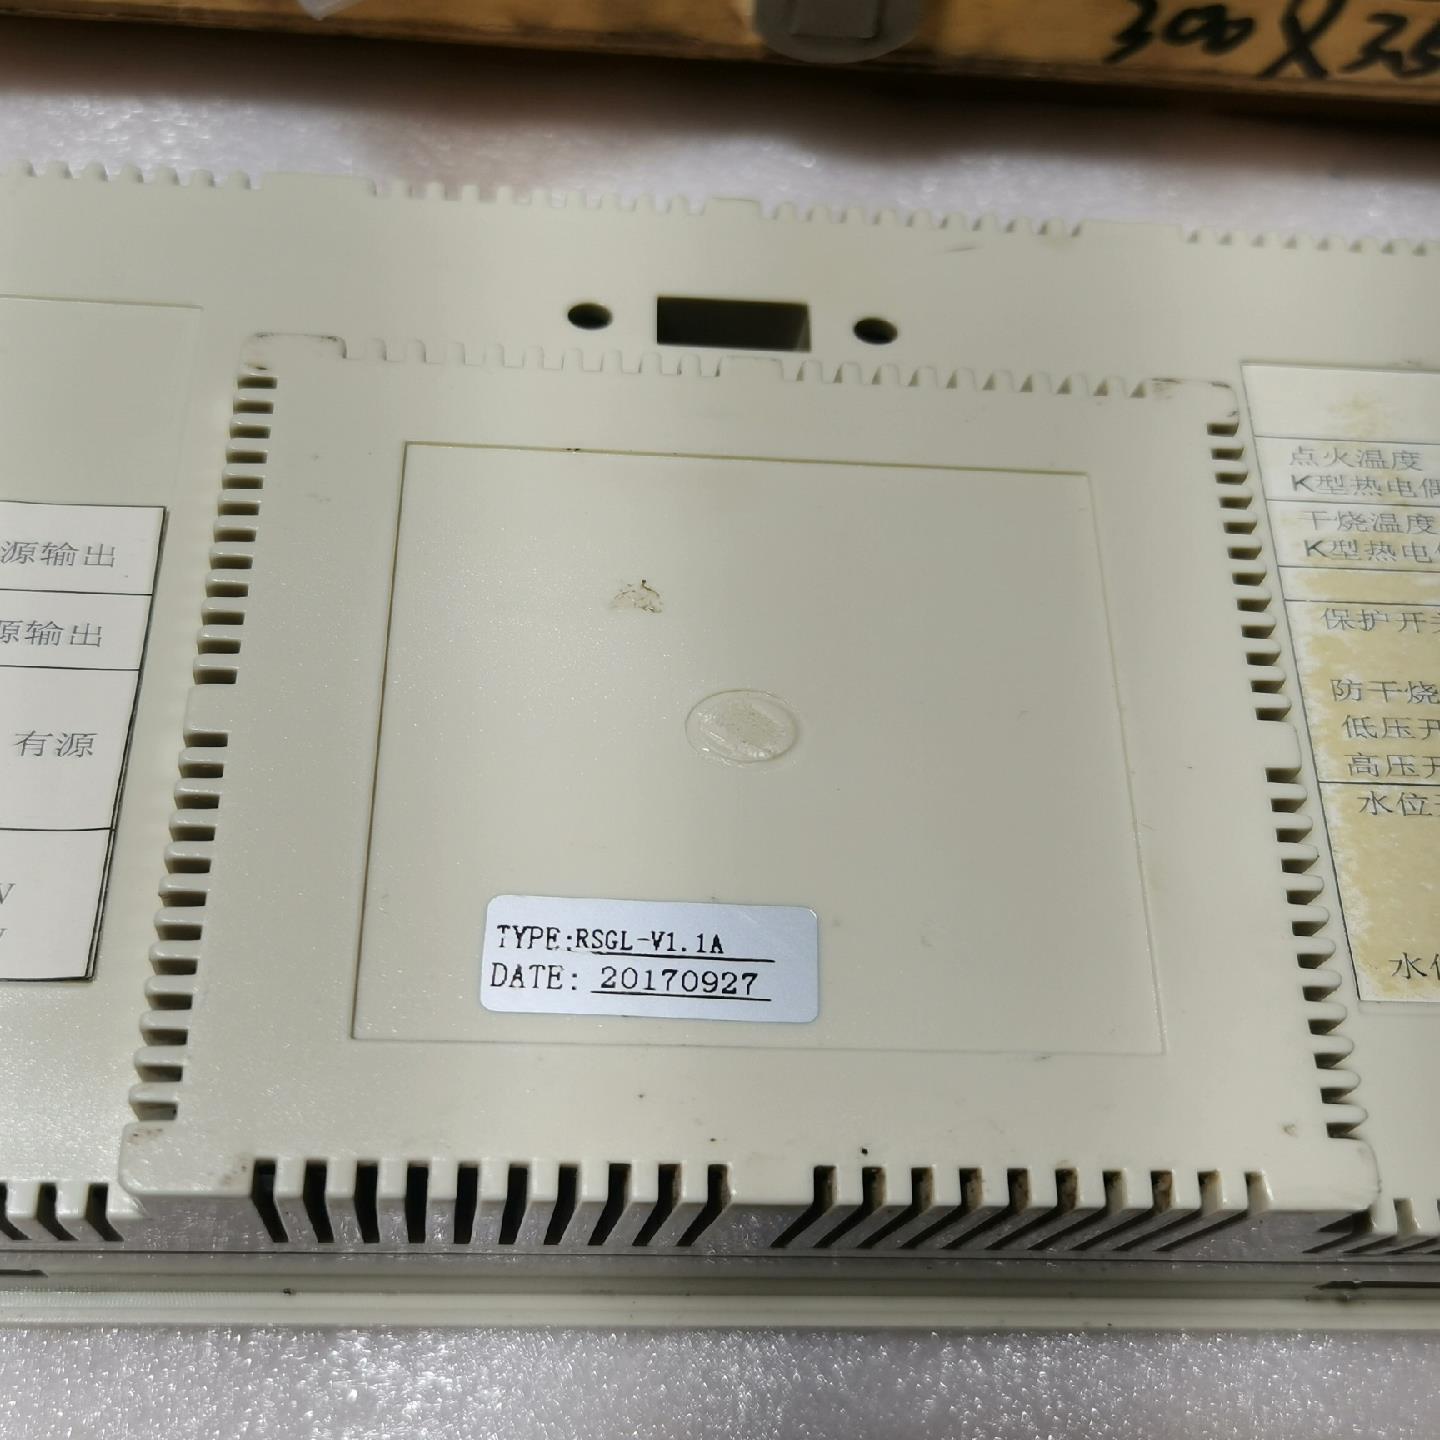 300X35
源输出
源输出
有源
V
点火温度
K型热电偶
干烧温度
K型热电
保护开关
防干烧
低压开
高压开
水位
水位
TYPE:RSGL-V1.1A
DATE: 20170927